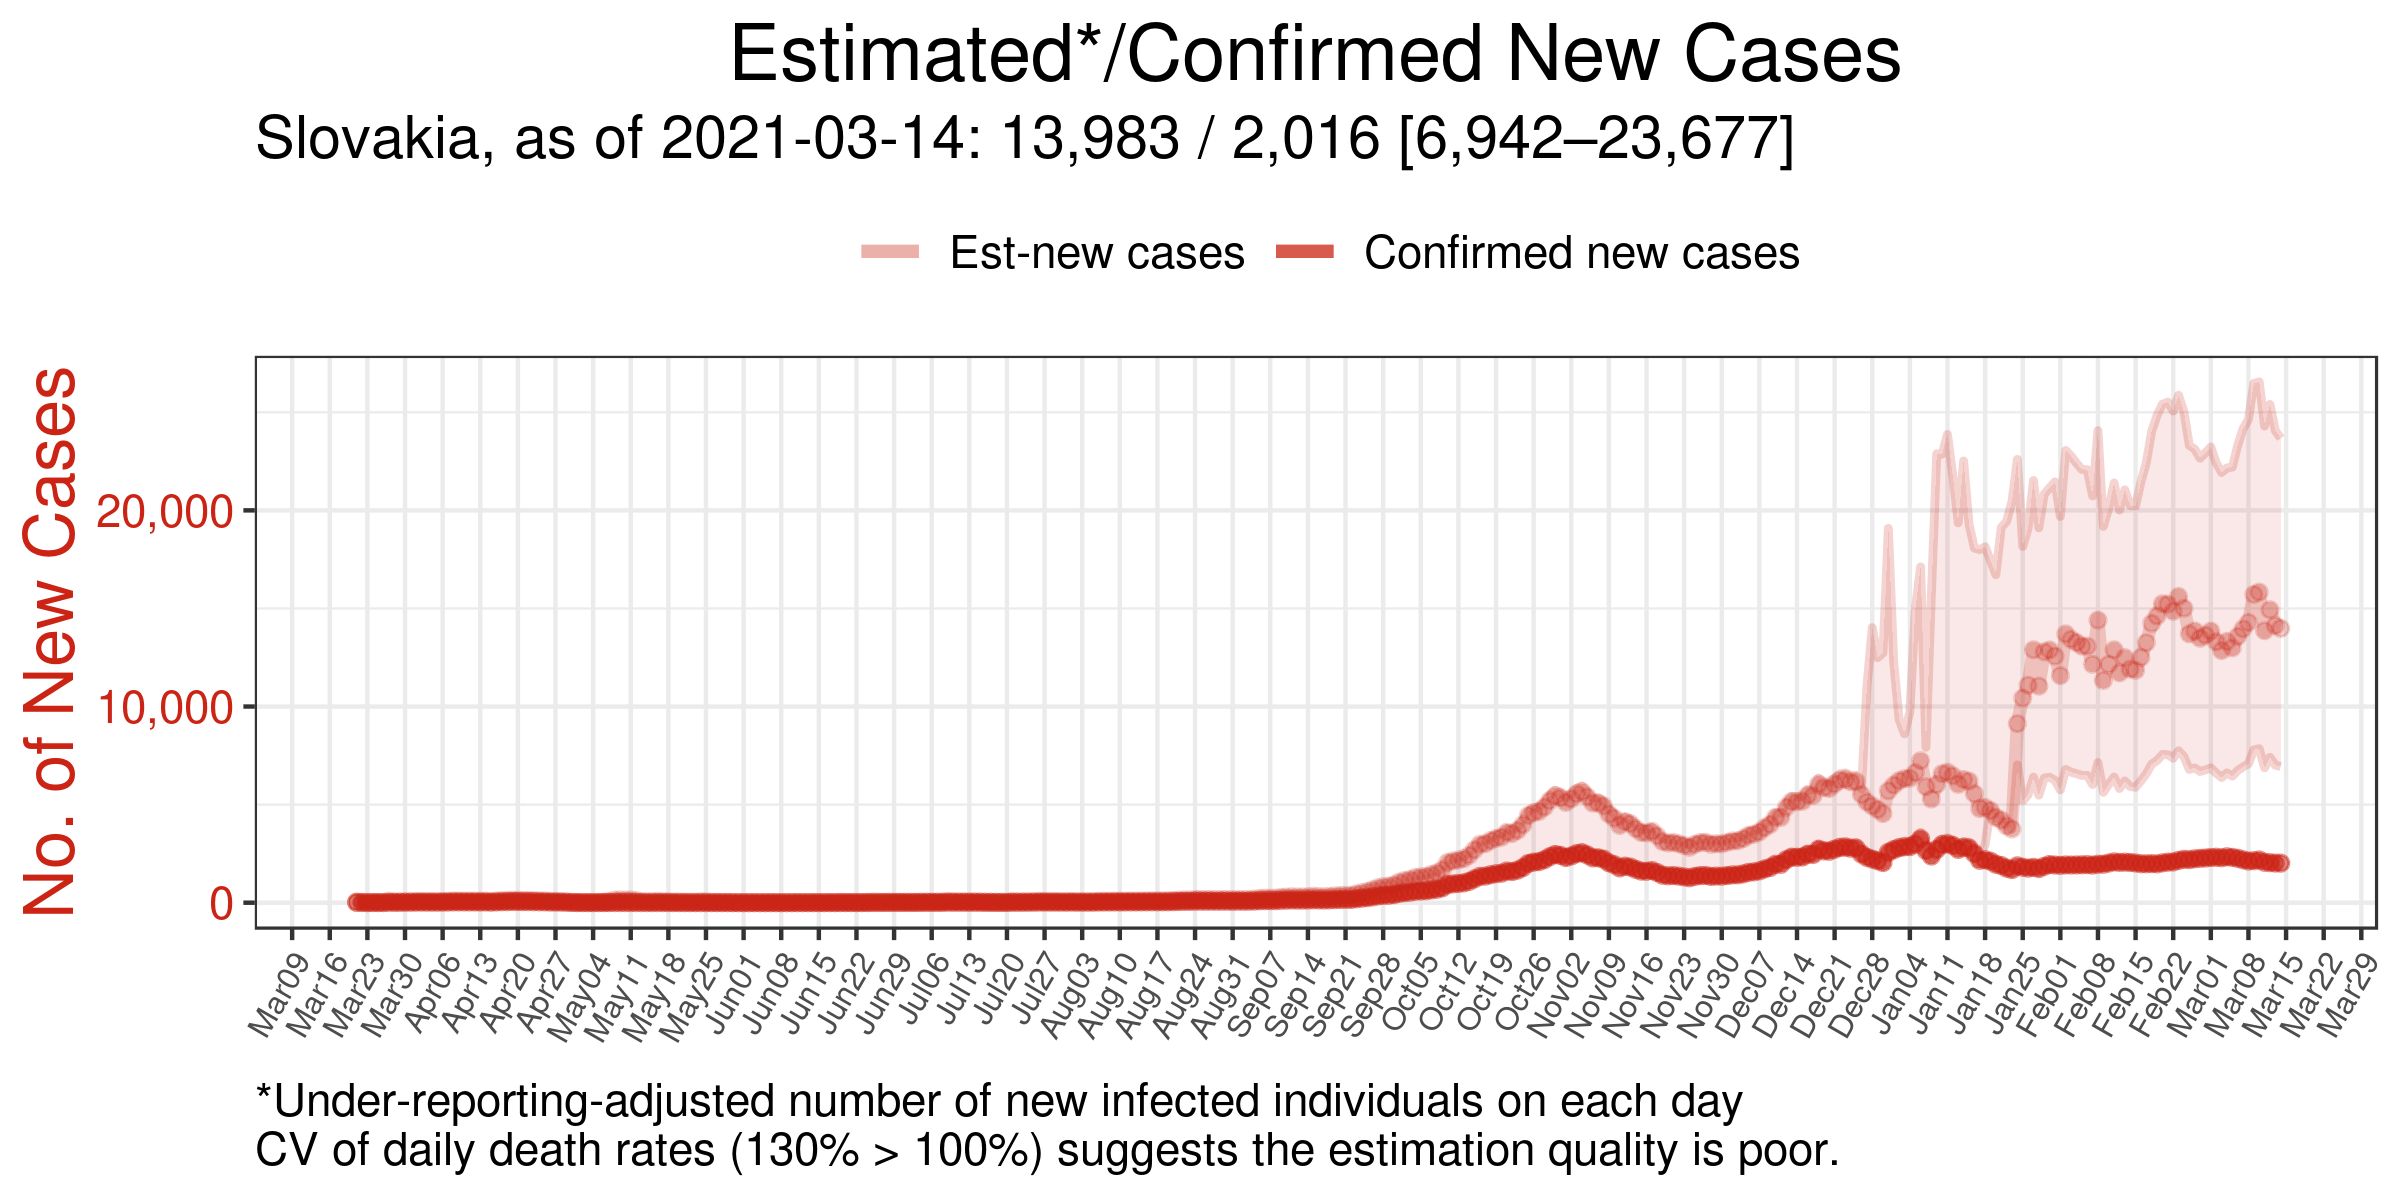 Estimated*/Confirmed New Cases
Slovakia, as of 2021-03-14: 13,983 / 2,016 [6,942–23,677]
Est-new cases Confirmed new cases
No. of New Cases
20,000
10,000
0
Mar09 Mar16 Mar23 Mar30 Apr06 Apr13 Apr20 Apr27 May04 May11 May18 May25 Jun01 Jun08 Jun15 Jun22 Jun29 Jul06 Jul13 Jul20 Jul27 Aug03 Aug10 Aug17 Aug24 Aug31 Sep07 Sep14 Sep21 Sep28 Oct05 Oct12 Oct19 Oct26 Nov02 Nov09 Nov16 Nov23 Nov30 Dec07 Dec14 Dec21 Dec28 Jan04 Jan11 Jan18 Jan25 Feb01 Feb08 Feb15 Feb22 Mar01 Mar08 Mar15 Mar22 Mar29
*Under-reporting-adjusted number of new infected individuals on each day
CV of daily death rates (130% > 100%) suggests the estimation quality is poor.